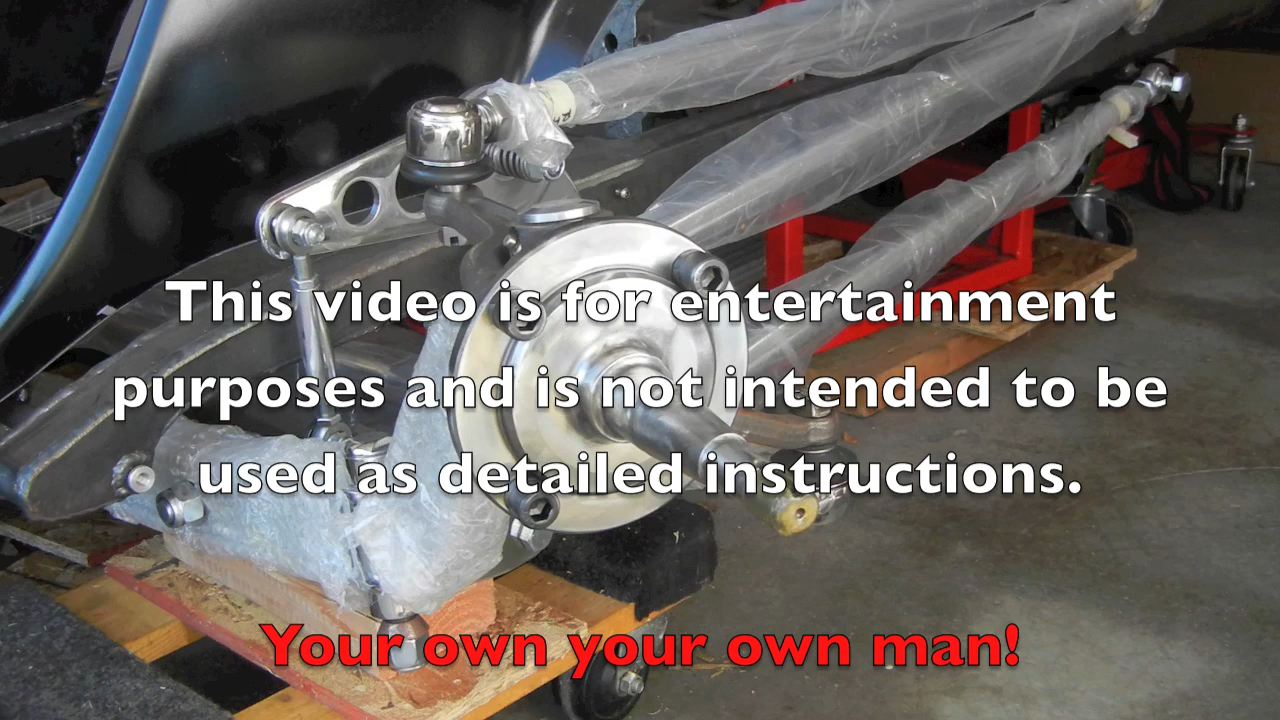 This video is for entertainment
purposes and is not intended to be
used as detailed instructions.
Your own your own man!